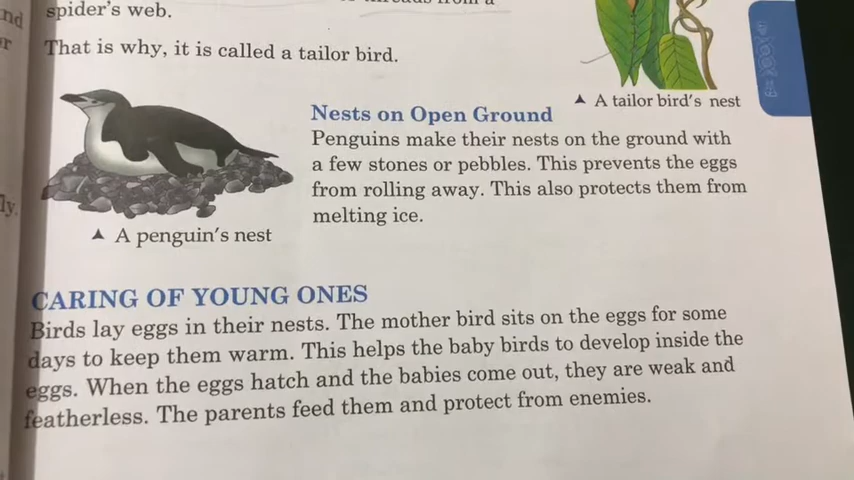 spider's web.
That is why, it is called a tailor bird.
▲ A tailor bird's nest
Nests on Open Ground
Penguins make their nests on the ground with
a few stones or pebbles. This prevents the eggs
from rolling away. This also protects them from
melting ice.
▲ A penguin's nest
CARING OF YOUNG ONES
Birds lay eggs in their nests. The mother bird sits on the eggs for some
days to keep them warm. This helps the baby birds to develop inside the
eggs. When the eggs hatch and the babies come out, they are weak and
featherless. The parents feed them and protect from enemies.